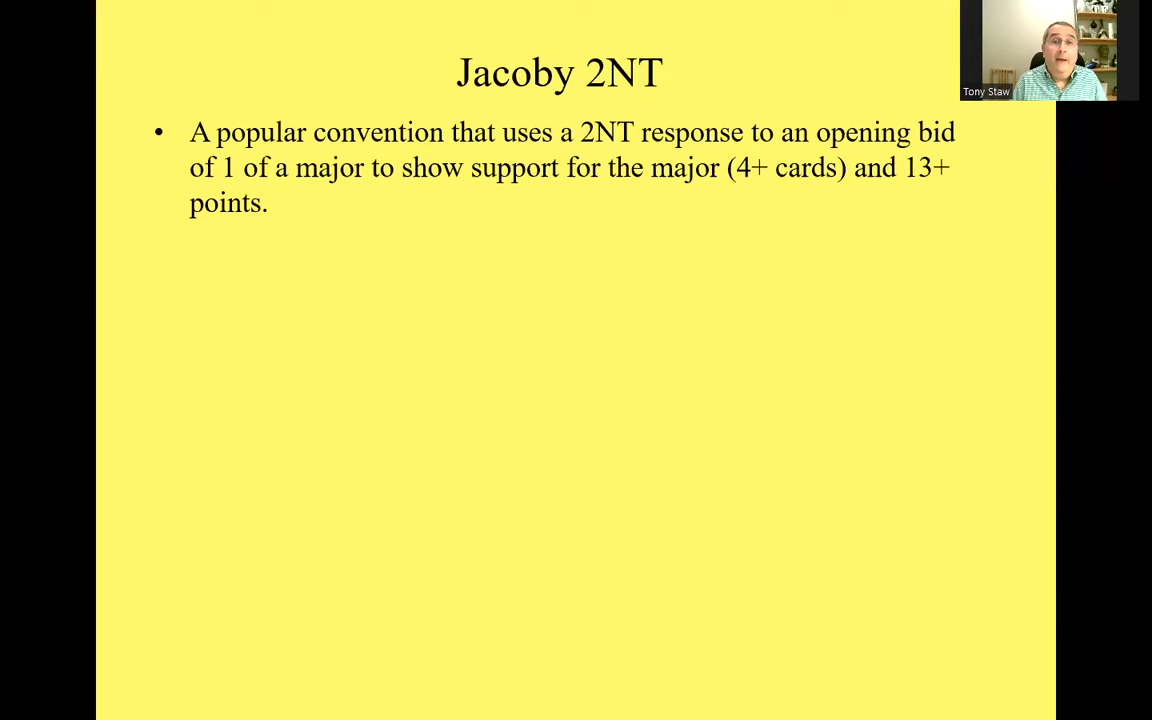 Jacoby 2NT
• A popular convention that uses a 2NT response to an opening bid
of 1 of a major to show support for the major (4+ cards) and 13+
points.
Tony Staw